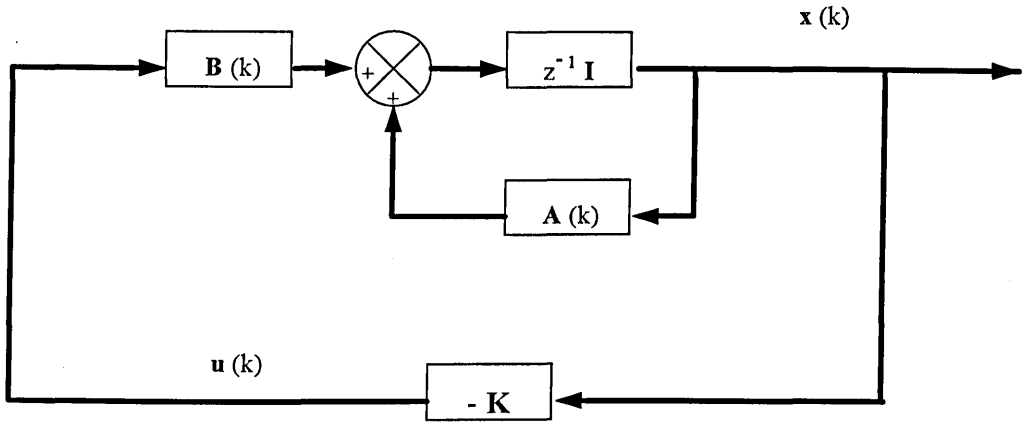 x (k)
B (k)
+
+
z⁻¹ I
A (k)
u (k)
- K